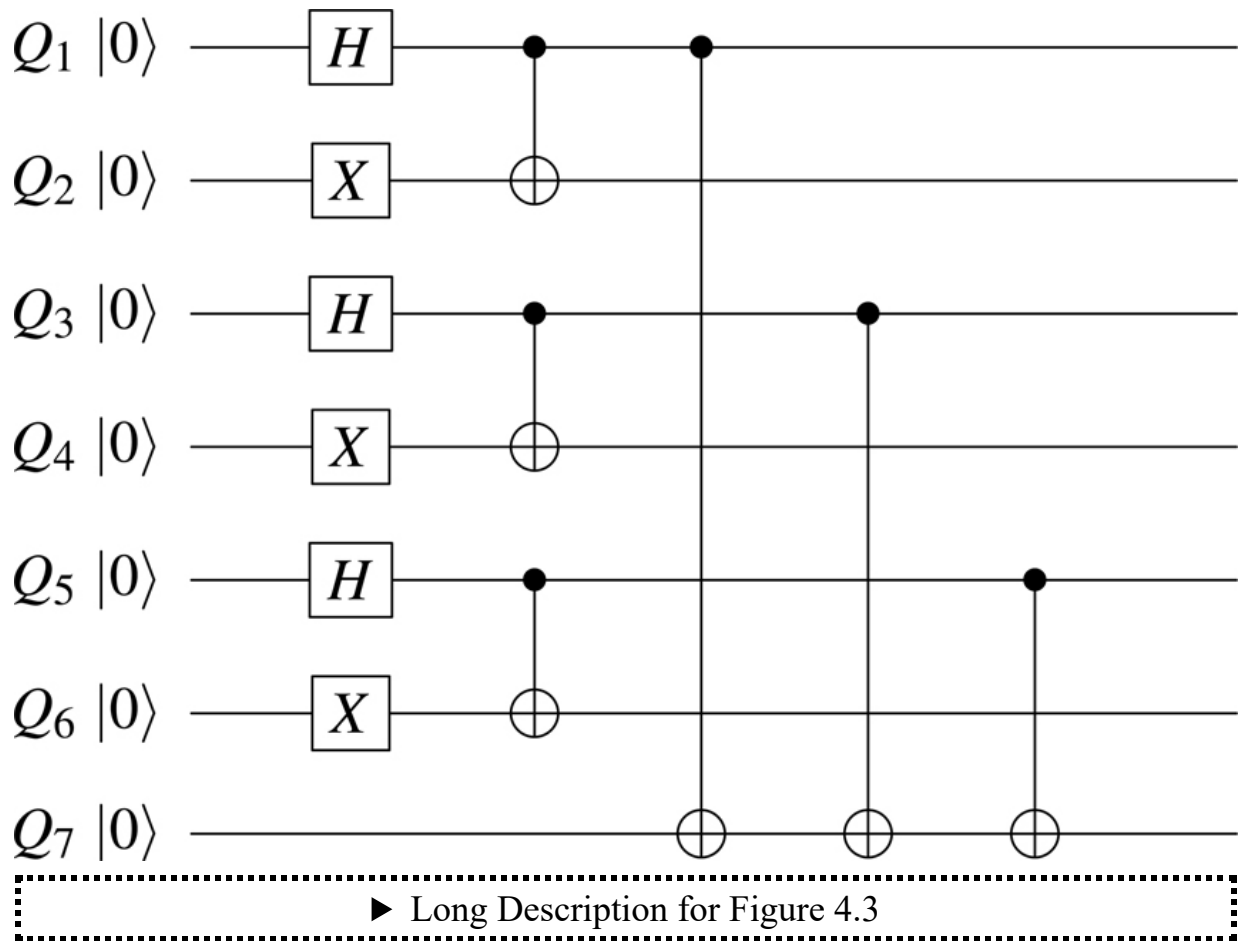 Q₁ |0⟩ H
Q₂ |0⟩ X
Q₃ |0⟩ H
Q₄ |0⟩ X
Q₅ |0⟩ H
Q₆ |0⟩ X
Q₇ |0⟩
► Long Description for Figure 4.3